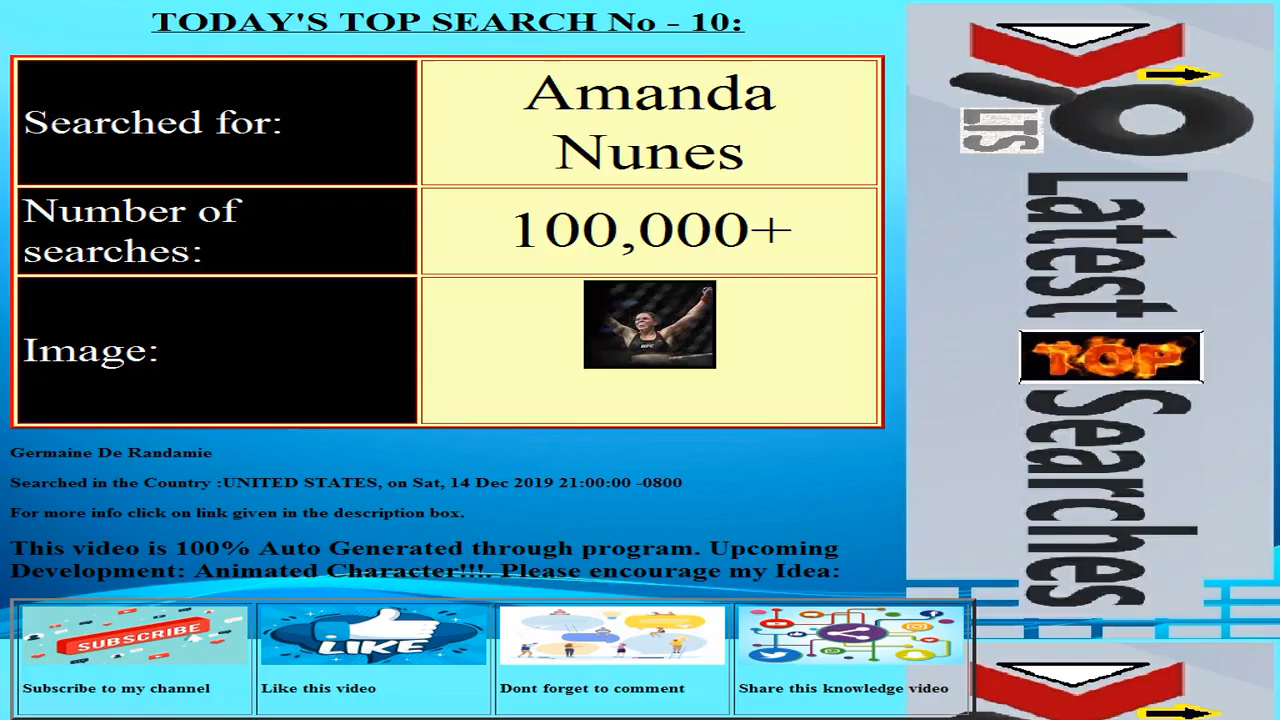 TODAY'S TOP SEARCH No - 10:
Searched for:
Amanda
Nunes
Number of
searches:
100,000+
Image:
UFC
Germaine De Randamie
Searched in the Country :UNITED STATES, on Sat, 14 Dec 2019 21:00:00 -0800
For more info click on link given in the description box.
This video is 100% Auto Generated through program. Upcoming
Development: Animated Character!!!. Please encourage my Idea:
SUBSCRIBE
LIKE
Subscribe to my channel
Like this video
Dont forget to comment
Share this knowledge video
LTS
Latest
TOP
Searches